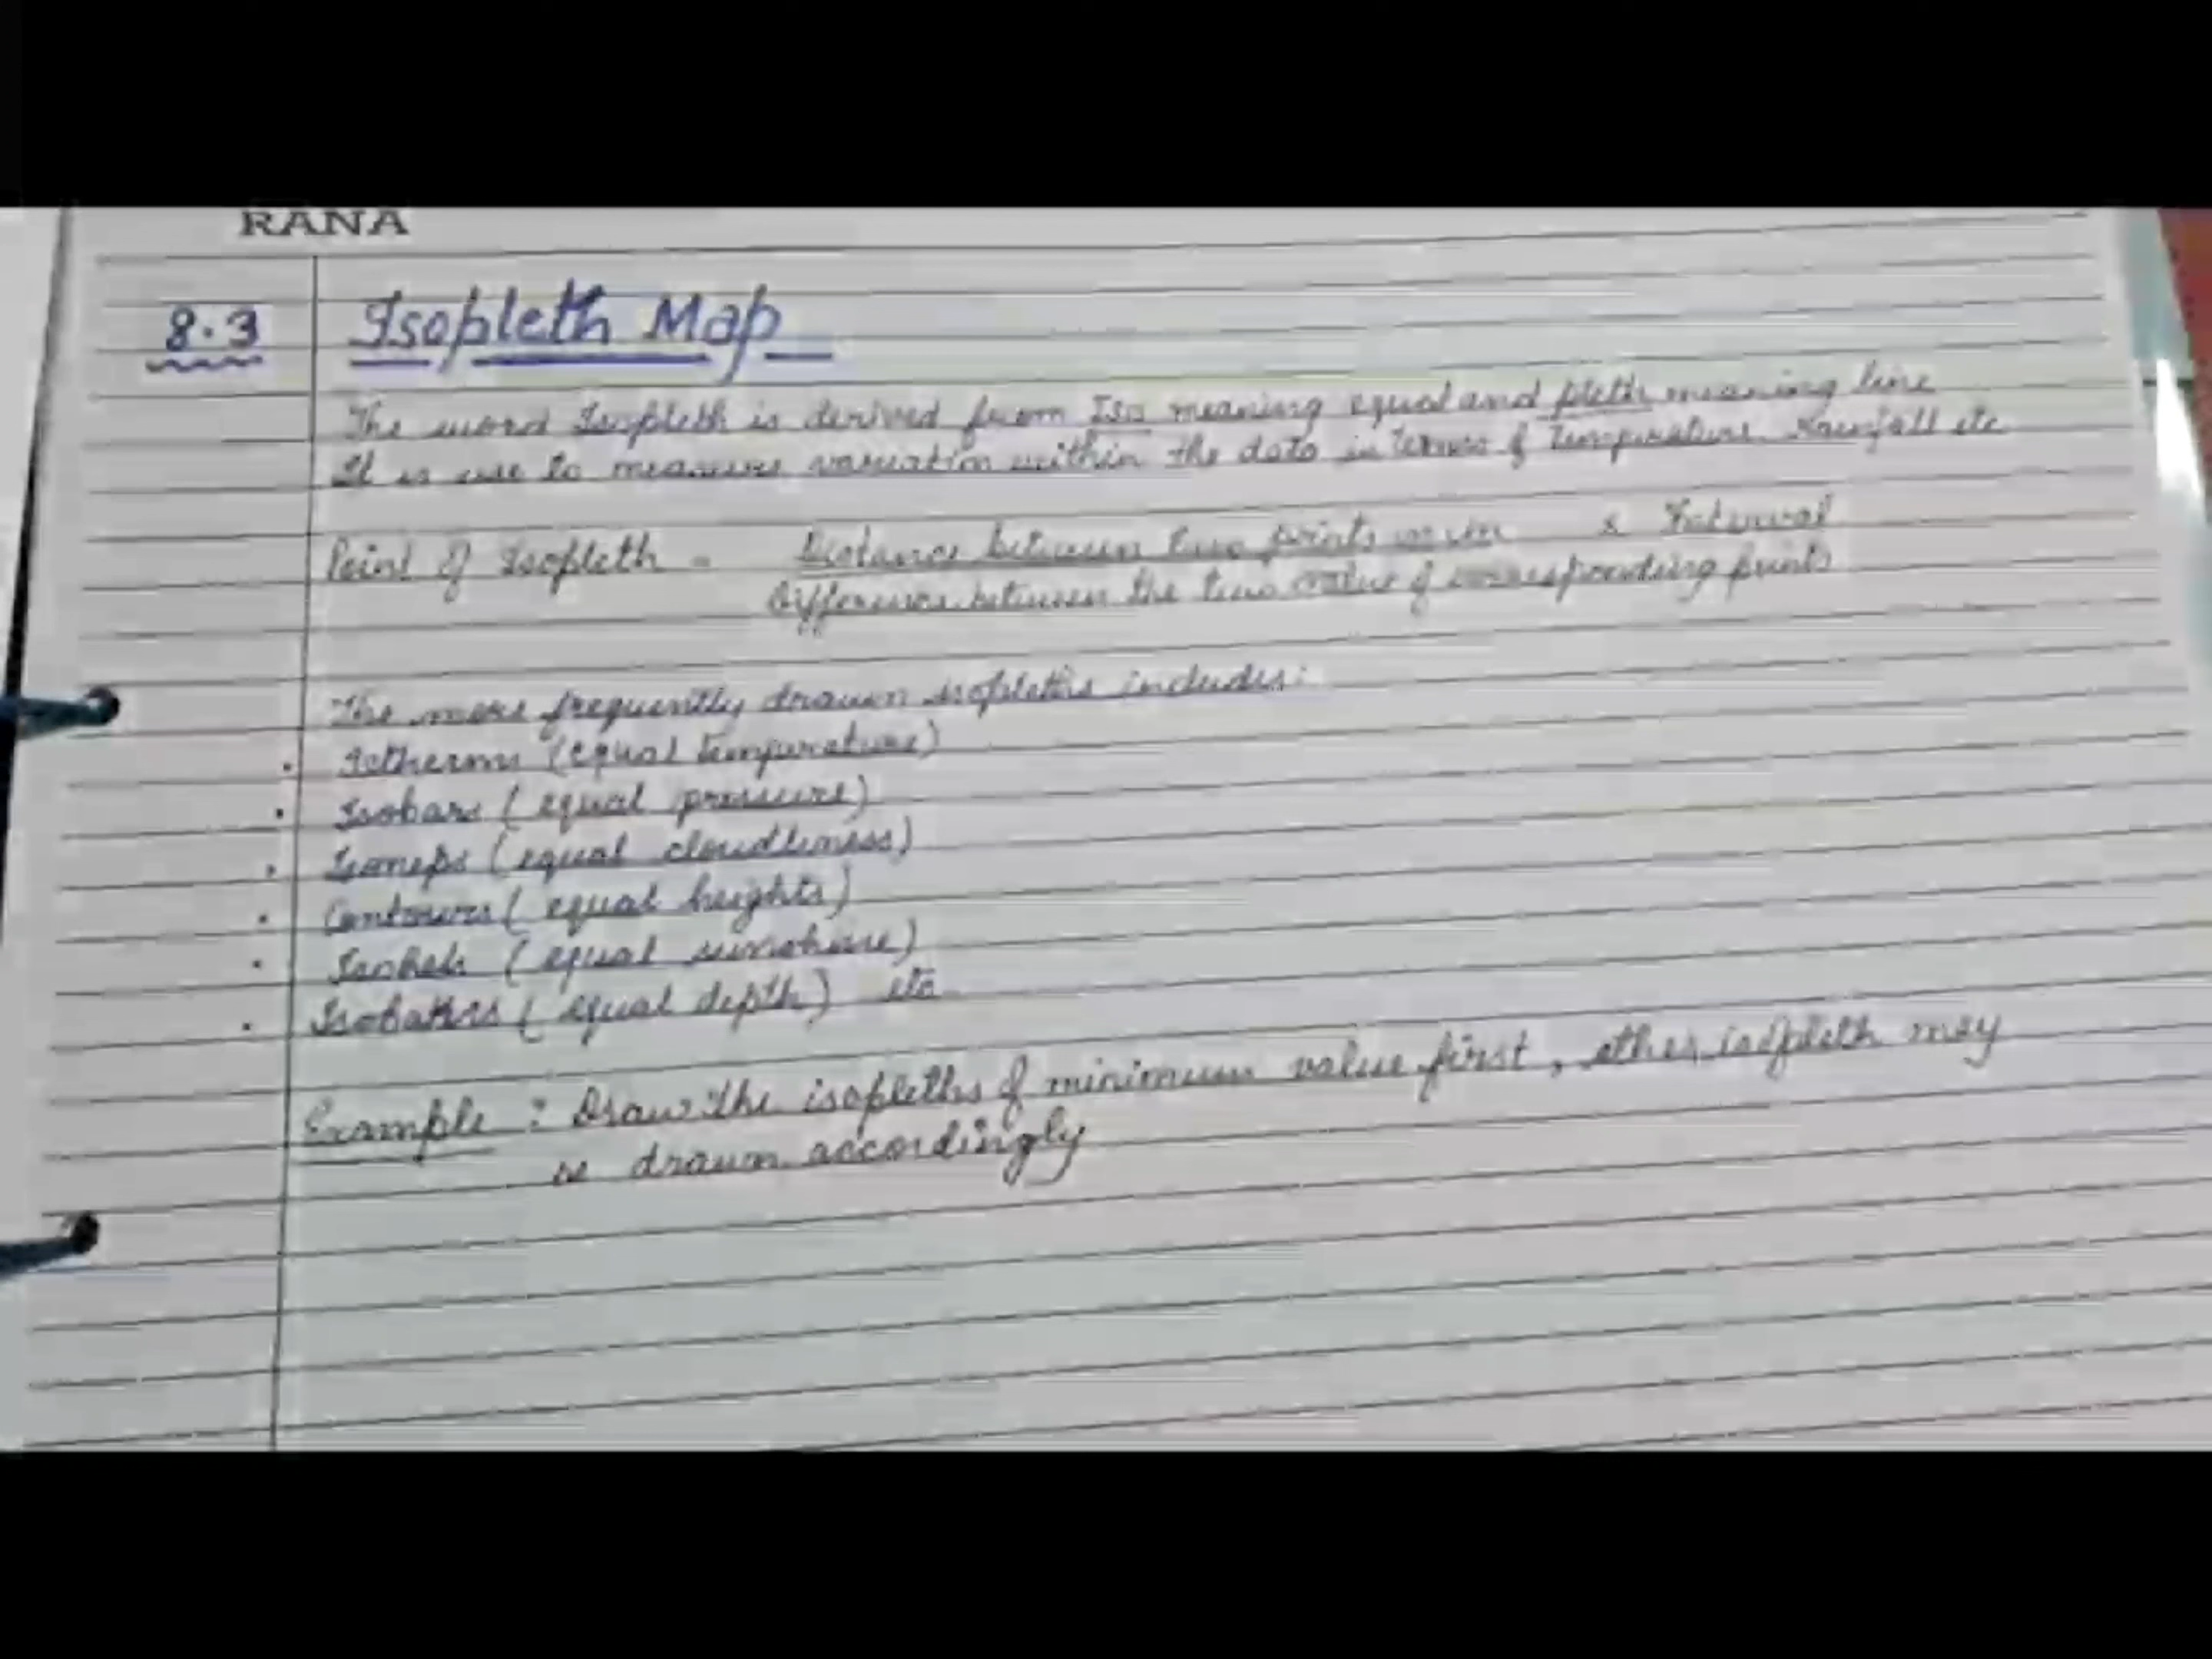 RANA
8.3 Isopleth Map
The word Isopleth is derived from Iso meaning equal and pleth meaning line
It is use to measure variation within the data in terms of Temperature, Rainfall etc
Point of Isopleth = Distance between two points in cm x Interval
Difference between the two value of corresponding points
The more frequently drawn isopleths includes:
• Isotherms (equal temperature)
• Isobars (equal pressure)
• (equal cloudliness)
• Contours (equal heights)
• (equal sunshine)
• Isobaths (equal depth) etc
Example : Draw the isopleths of minimum value first, other isopleth may
drawn accordingly